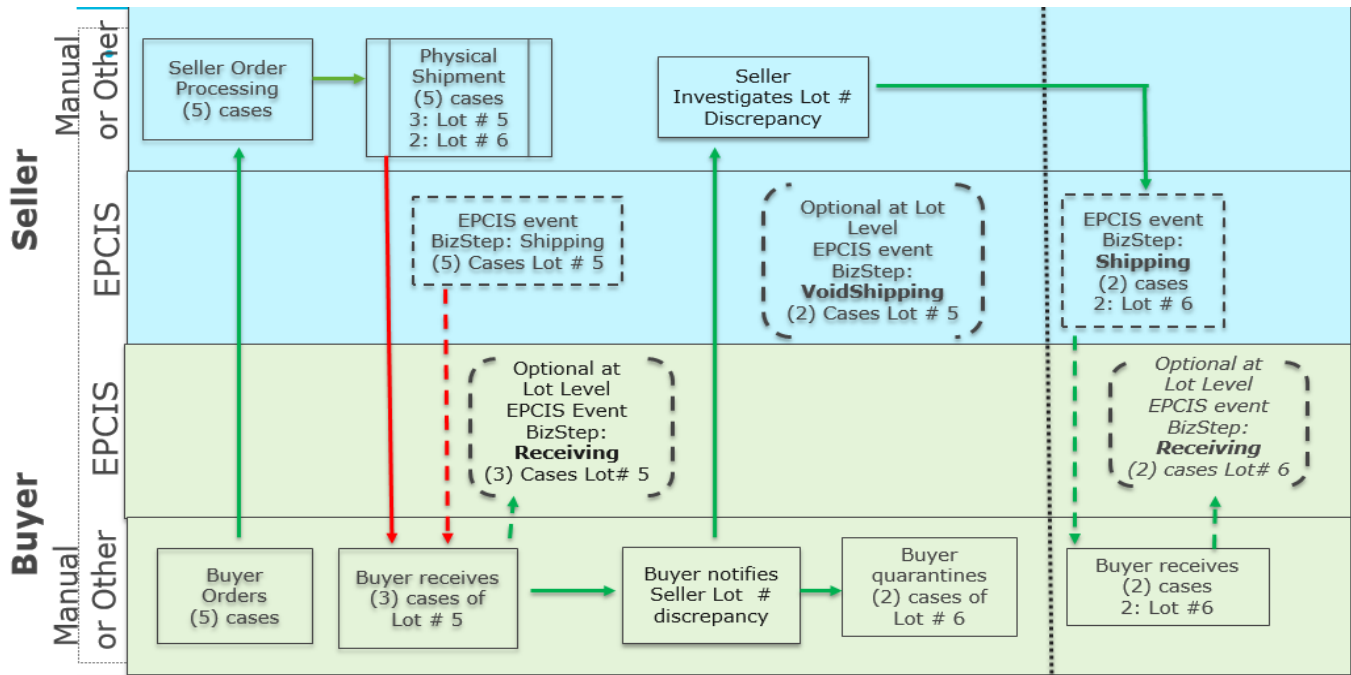 Seller
Manual
or Other
Seller Order
Processing
(5) cases
Physical
Shipment
(5) cases
3: Lot # 5
2: Lot # 6
Seller
Investigates Lot #
Discrepancy
EPCIS
EPCIS event
BizStep: Shipping
(5) Cases Lot # 5
Optional at Lot
Level
EPCIS event
BizStep:
VoidShipping
(2) Cases Lot # 5
EPCIS event
BizStep:
Shipping
(2) cases
2: Lot # 6
Buyer
EPCIS
Optional at
Lot Level
EPCIS Event
BizStep:
Receiving
(3) Cases Lot# 5
Optional at
Lot Level
EPCIS event
BizStep:
Receiving
(2) cases Lot# 6
Manual
or Other
Buyer
Orders
(5) cases
Buyer receives
(3) cases of
Lot # 5
Buyer notifies
Seller Lot #
discrepancy
Buyer
quarantines
(2) cases of
Lot # 6
Buyer receives
(2) cases
2: Lot #6